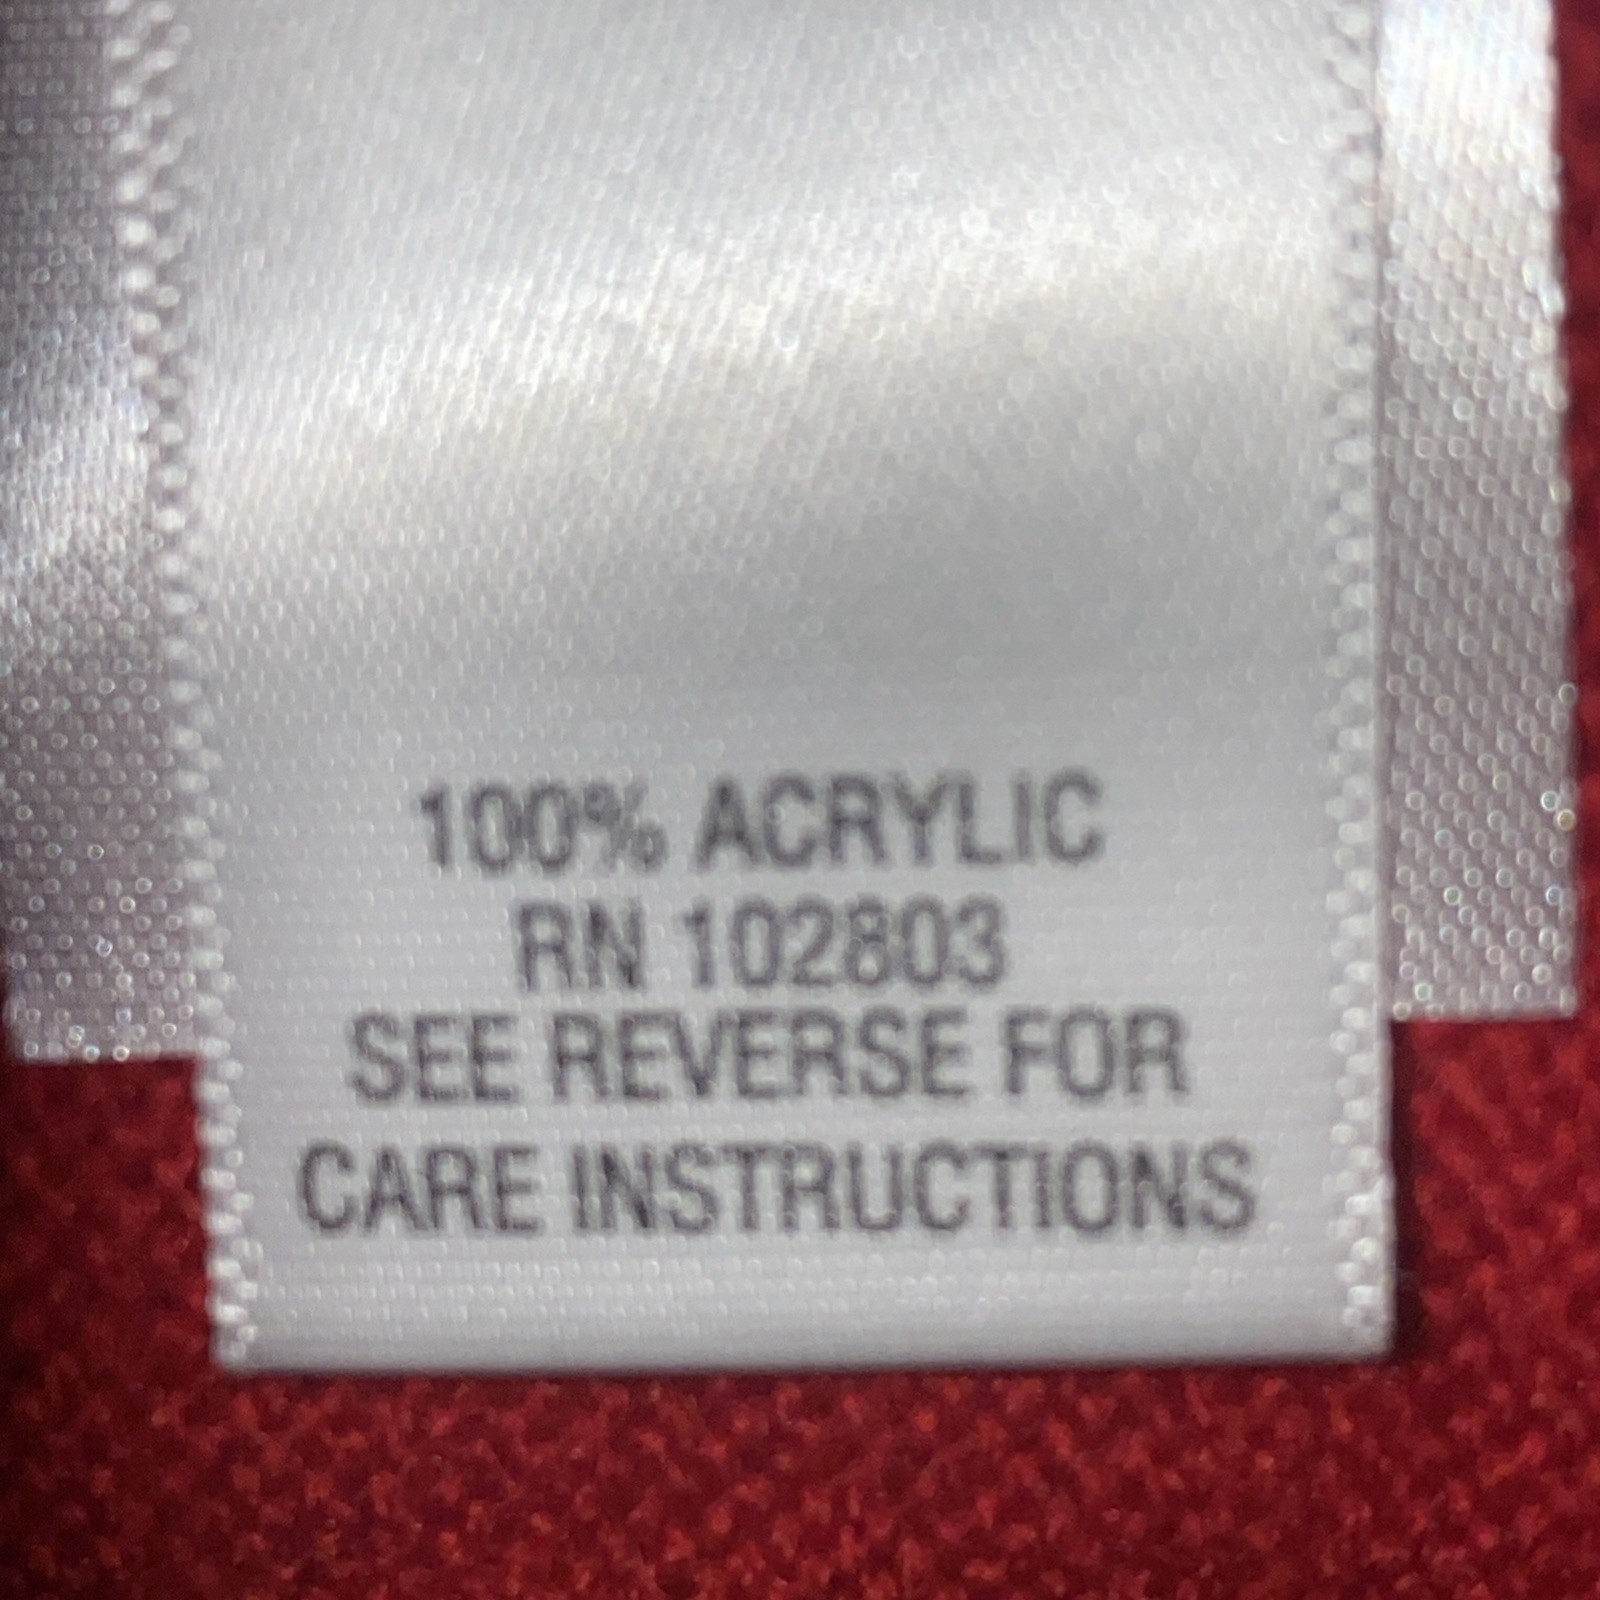 100% ACRYLIC
RN 102803
SEE REVERSE FOR
CARE INSTRUCTIONS